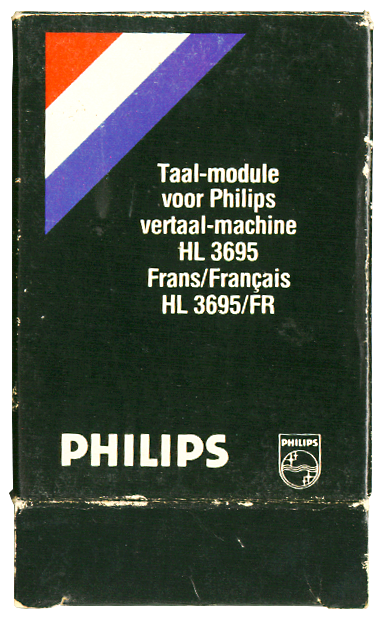 Taal-module
voor Philips
vertaal-machine
HL 3695
Frans/Français
HL 3695/FR
PHILIPS
PHILIPS